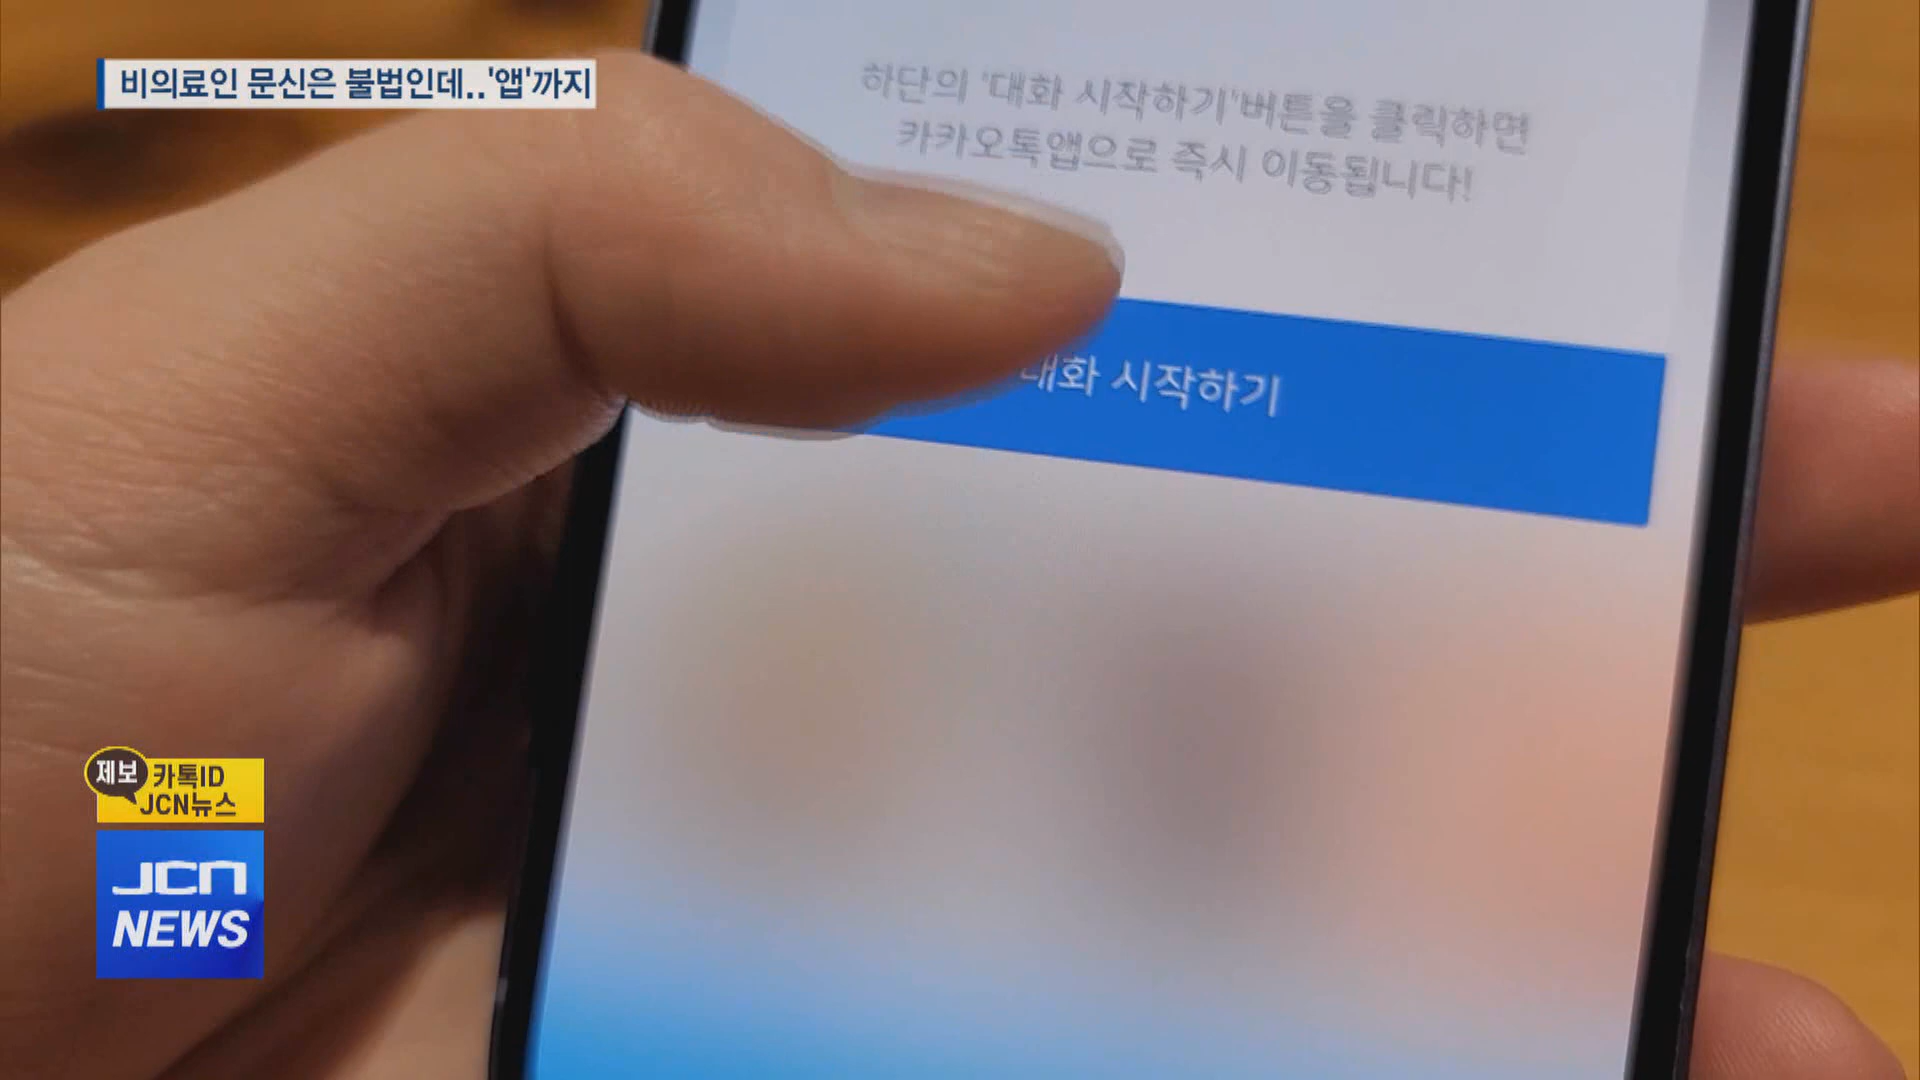 비의료인 문신은 불법인데..'앱'까지
하단의 '대화 시작하기'버튼을 클릭하면
카카오톡앱으로 즉시 이동됩니다!
대화 시작하기
제보 카톡ID
JCN뉴스
JCN
NEWS